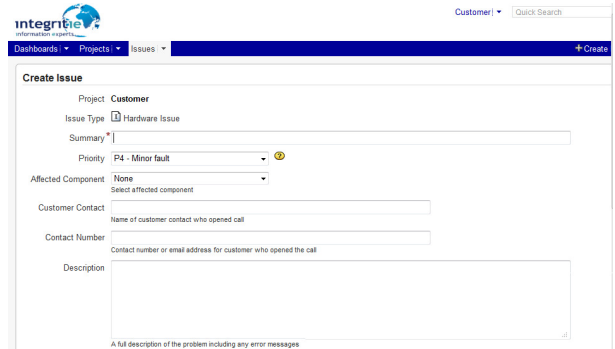 integritie
information experts
Customer
Quick Search
Dashboards Projects Issues
+ Create
Create Issue
Project Customer
Issue Type Hardware Issue
Summary *
Priority P4 - Minor fault ?
Affected Component None
Select affected component
Customer Contact
Name of customer contact who opened call
Contact Number
Contact number or email address for customer who opened the call
Description
A full description of the problem including any error messages